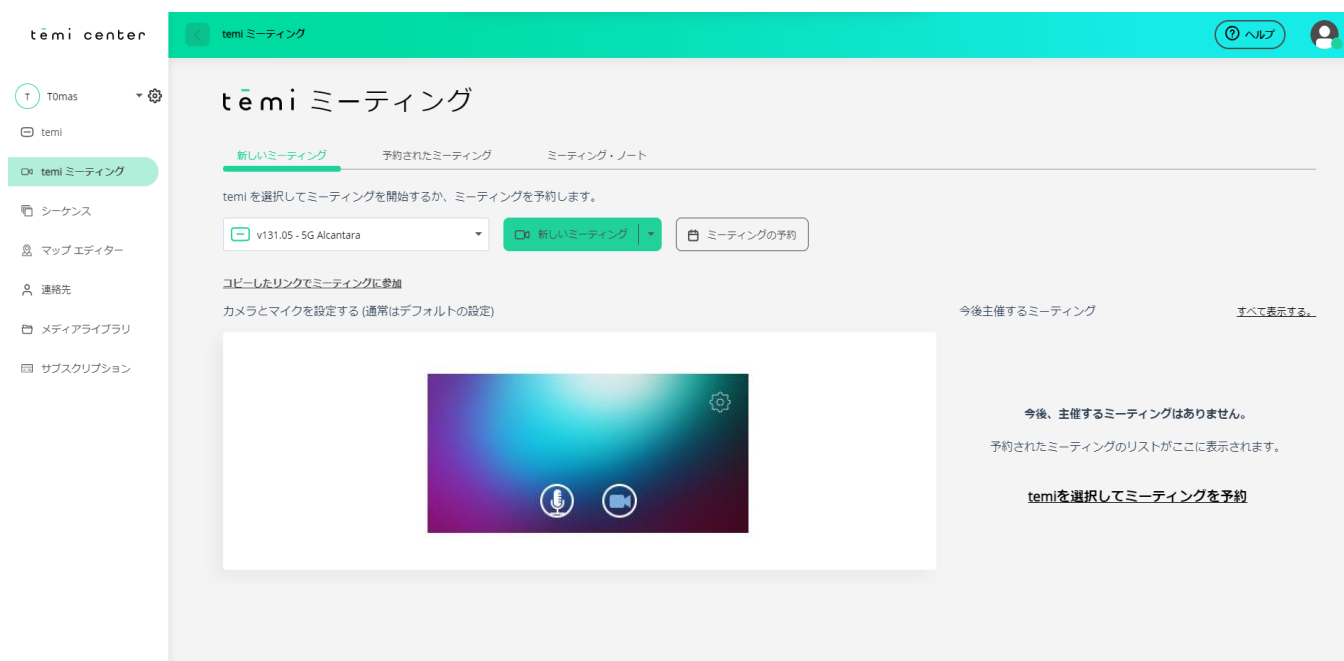 tēmi center
temi ミーティング
ヘルプ
T
T0mas
temi
temi ミーティング
シーケンス
マップ エディター
連絡先
メディアライブラリ
サブスクリプション
tēmi ミーティング
新しいミーティング
予約されたミーティング
ミーティング・ノート
temi を選択してミーティングを開始するか、ミーティングを予約します。
v131.05 - 5G Alcantara
新しいミーティング
ミーティングの予約
コピーしたリンクでミーティングに参加
カメラとマイクを設定する (通常はデフォルトの設定)
今後主催するミーティング
すべて表示する。
今後、主催するミーティングはありません。
予約されたミーティングのリストがここに表示されます。
temiを選択してミーティングを予約